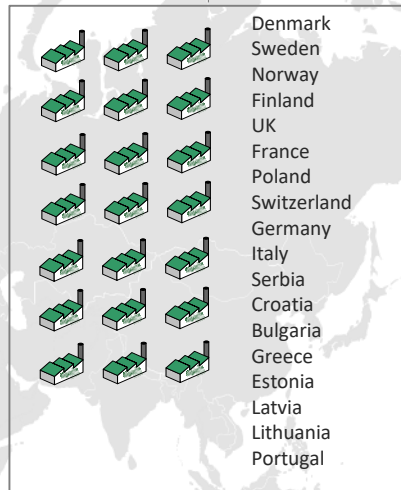 Denmark
Sweden
Norway
Finland
UK
France
Poland
Switzerland
Germany
Italy
Serbia
Croatia
Bulgaria
Greece
Estonia
Latvia
Lithuania
Portugal